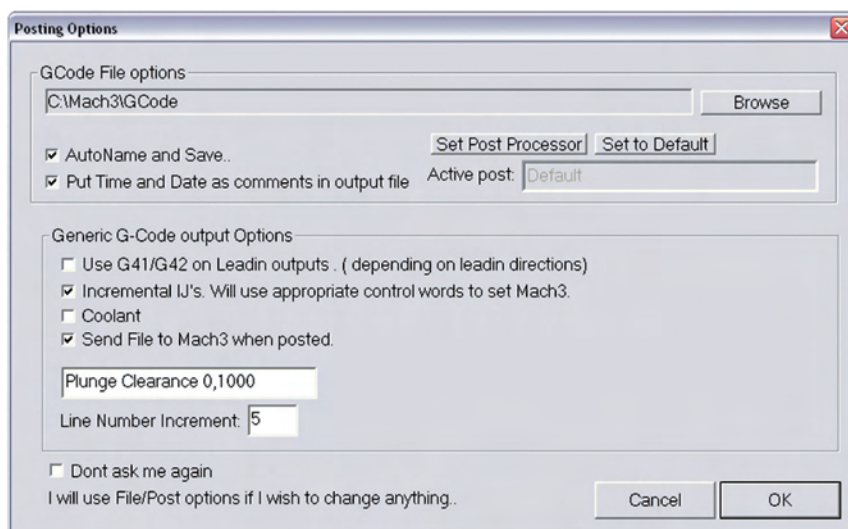 Posting Options
GCode File options
C:\Mach3\GCode
Browse
AutoName and Save..
Set Post Processor
Set to Default
Put Time and Date as comments in output file
Active post:
Default
Generic G-Code output Options
Use G41/G42 on Leadin outputs . ( depending on leadin directions)
Incremental IJ's. Will use appropriate control words to set Mach3.
Coolant
Send File to Mach3 when posted.
Plunge Clearance 0,1000
Line Number Increment: 5
Dont ask me again
I will use File/Post options if I wish to change anything..
Cancel
OK